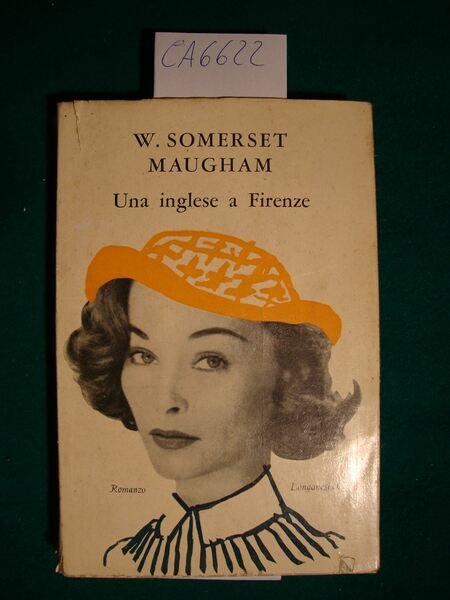 CA6622
W. SOMERSET
MAUGHAM
Una inglese a Firenze
Romanzo
Longanesi &